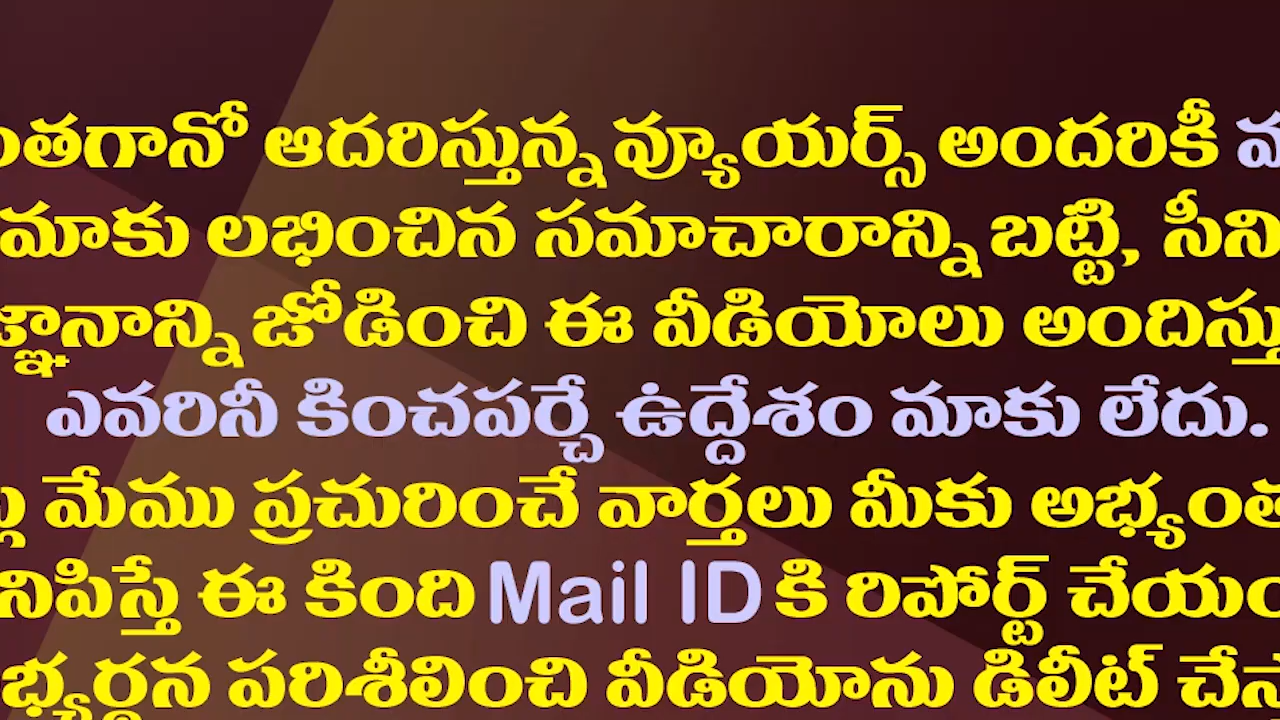 ంతగానో ఆదరిస్తున్న వ్యూయర్స్ అందరికీ
మాకు లభించిన సమాచారాన్ని బట్టి, సీని
జ్ఞానాన్ని జోడించి ఈ వీడియోలు అందిస్తు
ఎవరినీ కించపర్చే ఉద్దేశం మాకు లేదు.
మేము ప్రచురించే వార్తలు మీకు అభ్యంత
నిపిస్తే ఈ కింది Mail ID కి రిపోర్ట్ చేయం
భ్యర్థన పరిశీలించి వీడియోను డిలీట్ చేస